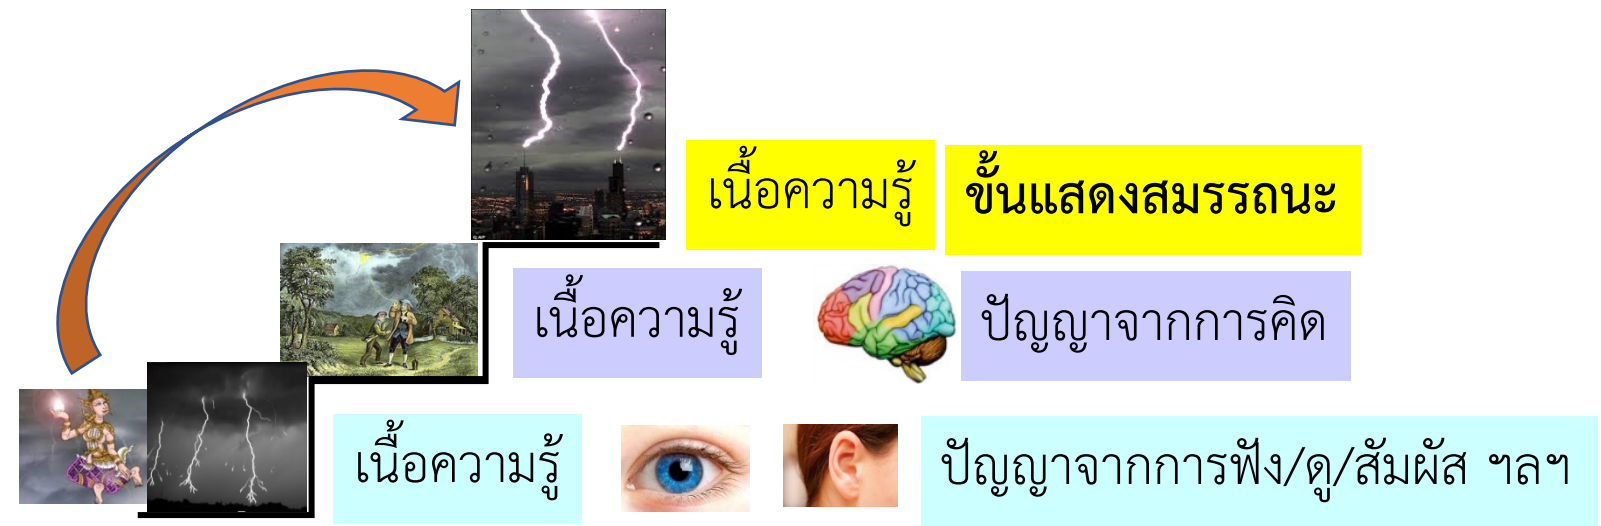 เนื้อความรู้ ขั้นแสดงสมรรถนะ
เนื้อความรู้ ปัญญาจากการคิด
เนื้อความรู้ ปัญญาจากการฟัง/ดู/สัมผัส ฯลฯ